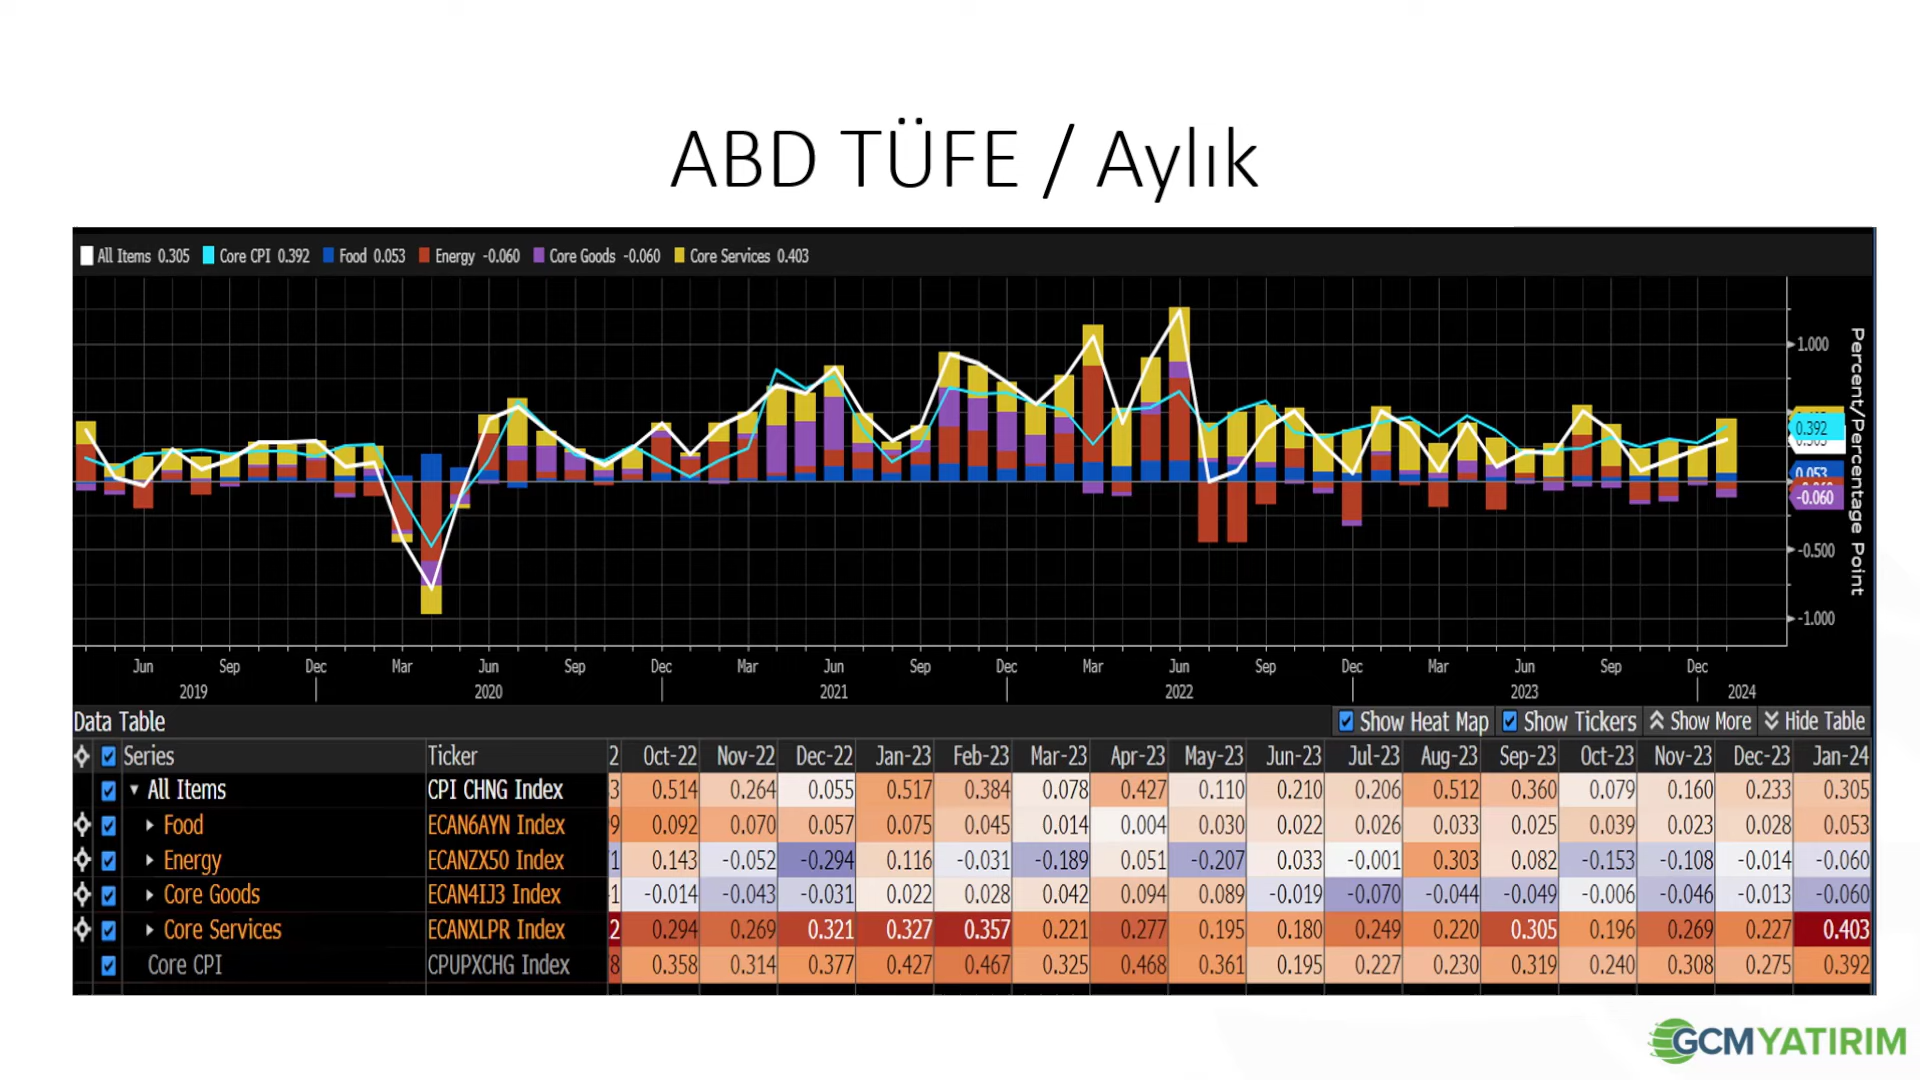 ABD TÜFE / Aylık
All Items 0.305 Core CPI 0.392 Food 0.053 Energy -0.060 Core Goods -0.060 Core Services 0.403
1.000
0.392
0.053
-0.060
-0.500
-1.000
Percent/Percentage Point
Jun Sep Dec Mar Jun Sep Dec Mar Jun Sep Dec Mar Jun Sep Dec Mar Jun Sep Dec
2019 2020 2021 2022 2023 2024
Data Table Show Heat Map Show Tickers Show More Hide Table
Series Ticker 2 Oct-22 Nov-22 Dec-22 Jan-23 Feb-23 Mar-23 Apr-23 May-23 Jun-23 Jul-23 Aug-23 Sep-23 Oct-23 Nov-23 Dec-23 Jan-24
All Items CPI CHNG Index 3 0.514 0.264 0.055 0.517 0.384 0.078 0.427 0.110 0.210 0.206 0.512 0.360 0.079 0.160 0.233 0.305
Food ECAN6AYN Index 9 0.092 0.070 0.057 0.075 0.045 0.014 0.004 0.030 0.022 0.026 0.033 0.025 0.039 0.023 0.028 0.053
Energy ECANZX50 Index 1 0.143 -0.052 -0.294 0.116 -0.031 -0.189 0.051 -0.207 0.033 -0.001 0.303 0.082 -0.153 -0.108 -0.014 -0.060
Core Goods ECAN4IJ3 Index -1 -0.014 -0.043 -0.031 0.022 0.028 0.042 0.094 0.089 -0.019 -0.070 -0.044 -0.049 -0.006 -0.046 -0.013 -0.060
Core Services ECANXLPR Index 2 0.294 0.269 0.321 0.327 0.357 0.221 0.277 0.195 0.180 0.249 0.220 0.305 0.196 0.269 0.227 0.403
Core CPI CPUPXCHG Index 8 0.358 0.314 0.377 0.427 0.467 0.325 0.468 0.361 0.195 0.227 0.230 0.319 0.240 0.308 0.275 0.392
GCMYATIRIM